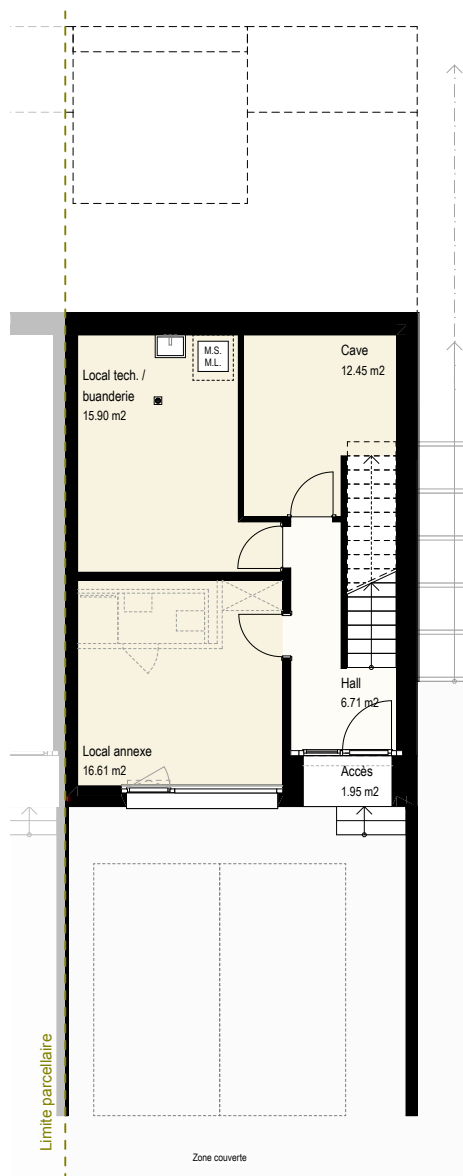 M.S.
M.L.
Cave
12.45 m2
Local tech. /
buanderie
15.90 m2
Hall
6.71 m2
Local annexe
16.61 m2
Accès
1.95 m2
Limite parcellaire
Zone couverte